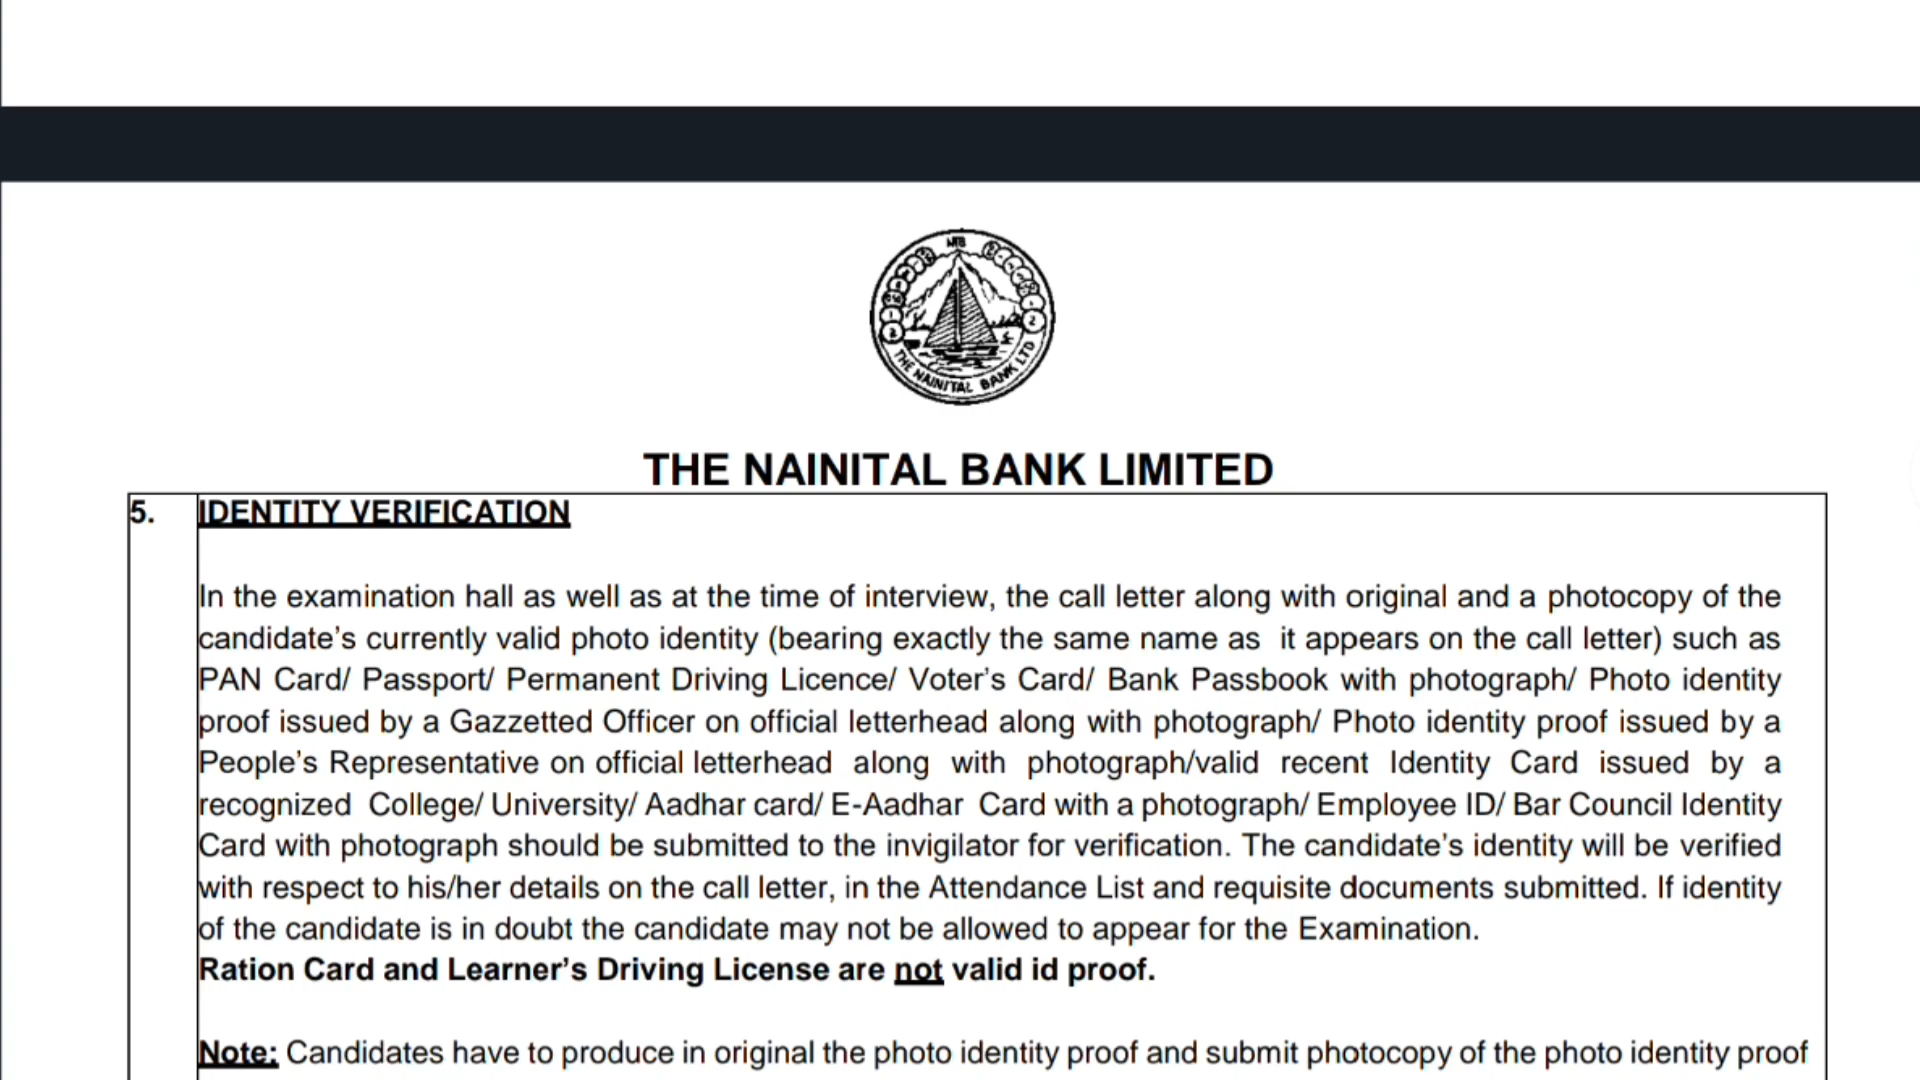 NTB
THE NAINITAL BANK LTD
THE NAINITAL BANK LIMITED
5. IDENTITY VERIFICATION
In the examination hall as well as at the time of interview, the call letter along with original and a photocopy of the
candidate’s currently valid photo identity (bearing exactly the same name as it appears on the call letter) such as
PAN Card/ Passport/ Permanent Driving Licence/ Voter’s Card/ Bank Passbook with photograph/ Photo identity
proof issued by a Gazzetted Officer on official letterhead along with photograph/ Photo identity proof issued by a
People’s Representative on official letterhead along with photograph/valid recent Identity Card issued by a
recognized College/ University/ Aadhar card/ E-Aadhar Card with a photograph/ Employee ID/ Bar Council Identity
Card with photograph should be submitted to the invigilator for verification. The candidate’s identity will be verified
with respect to his/her details on the call letter, in the Attendance List and requisite documents submitted. If identity
of the candidate is in doubt the candidate may not be allowed to appear for the Examination.
Ration Card and Learner’s Driving License are not valid id proof.
Note: Candidates have to produce in original the photo identity proof and submit photocopy of the photo identity proof